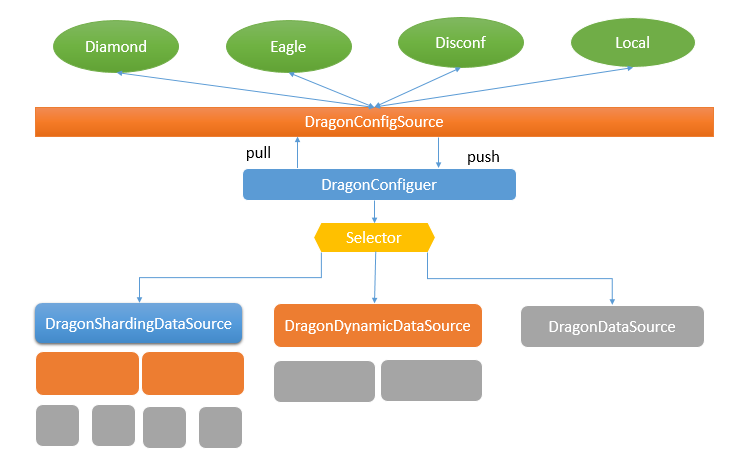 Diamond
Eagle
Disconf
Local
DragonConfigSource
pull
push
DragonConfiguer
Selector
DragonShardingDataSource
DragonDynamicDataSource
DragonDataSource